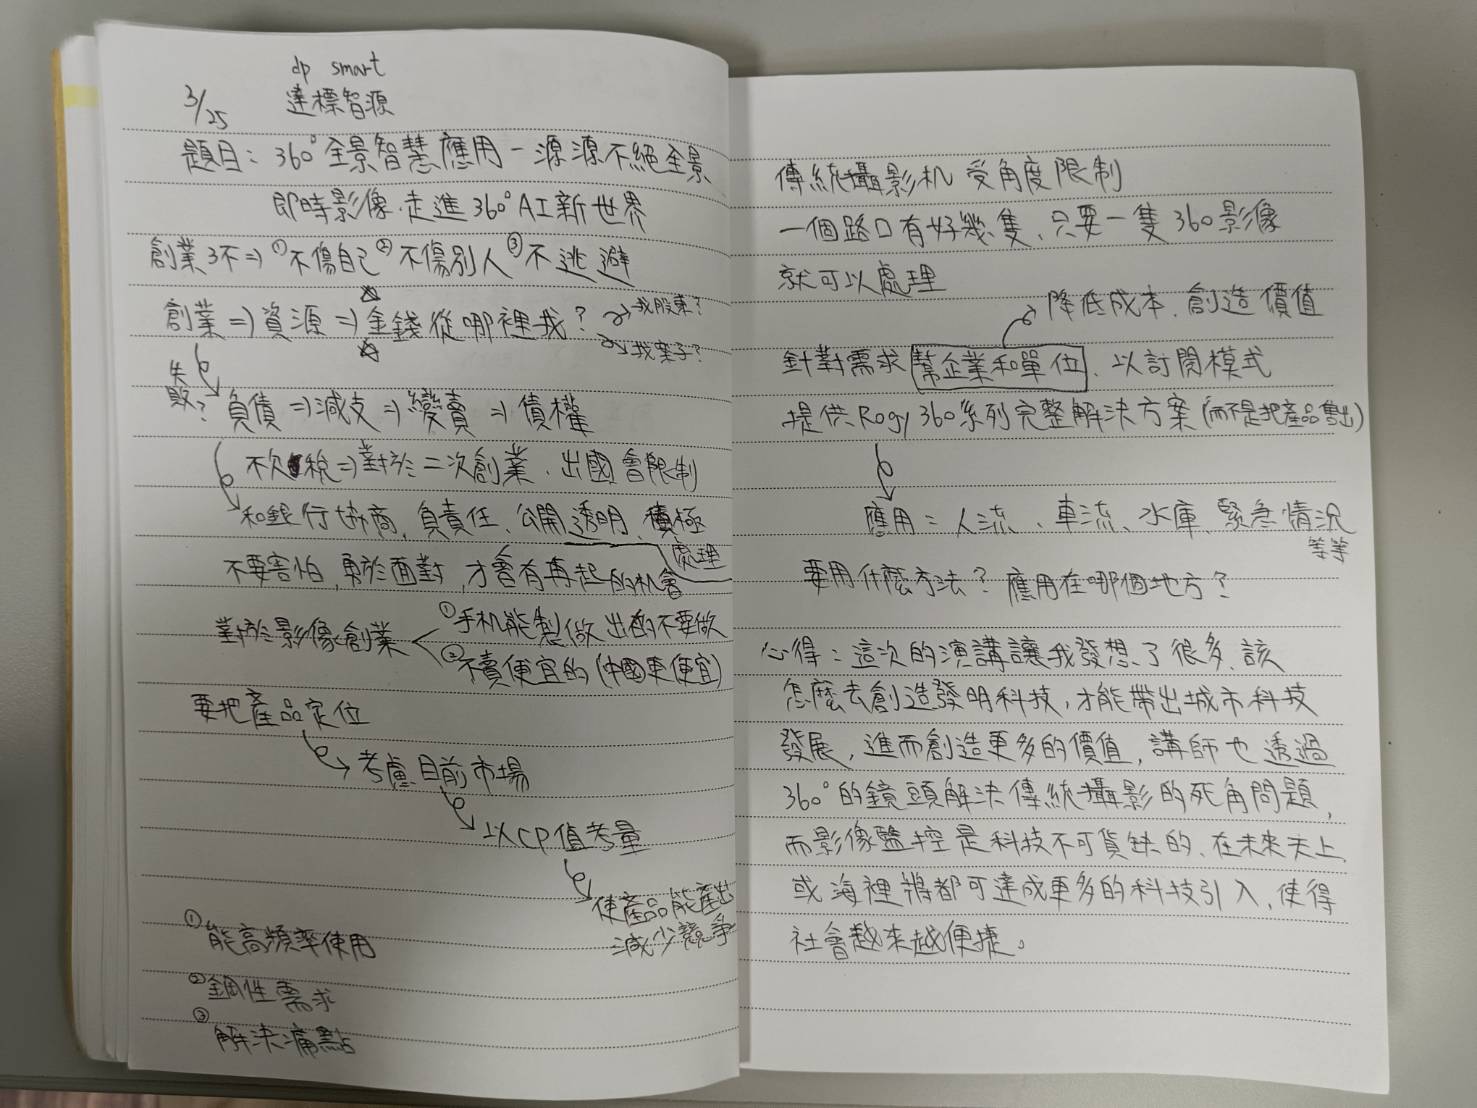 dp smart
3/25 達標智源
題目：360°全景智慧應用－源源不絕全景
即時影像.走進360°AI新世界
創業3不⇒①不傷自己②不傷別人③不逃避
創業⇒資源⇒金錢從哪裡找？→找股東？
→找案子？
失敗？
負債⇒減支⇒變賣⇒債權
不欠稅⇒對於二次創業、出國會限制
和銀行協商、負責任、公開透明、積極
處理
不要害怕，勇於面對，才會有再起的机會
對於影像創業
①手机能製做出的不要做
②不賣便宜的(中國更便宜)
要把產品定位
考慮目前市場
以CP值考量
使產品能產出
減少競爭
①能高頻率使用
②鋼性需求
③解決痛點
傳統攝影机受角度限制
一個路口有好幾隻、只要一隻360影像
就可以處理
降低成本、創造價值
針對需求幫企業和單位、以訂閱模式
提供Rogy 360系列完整解決方案(而不是把產品售出)
應用：人流、車流、水庫、緊急情況
等等
要用什麼方法？應用在哪個地方？
心得：這次的演講讓我發想了很多、該
怎麼去創造發明科技，才能帶出城市科技
發展，進而創造更多的價值，講師也透過
360°的鏡頭解決傳統攝影的死角問題，
而影像監控是科技不可貨缺的、在未來天上、
或海裡將都可達成更多的科技引入，使得
社會越來越便捷。